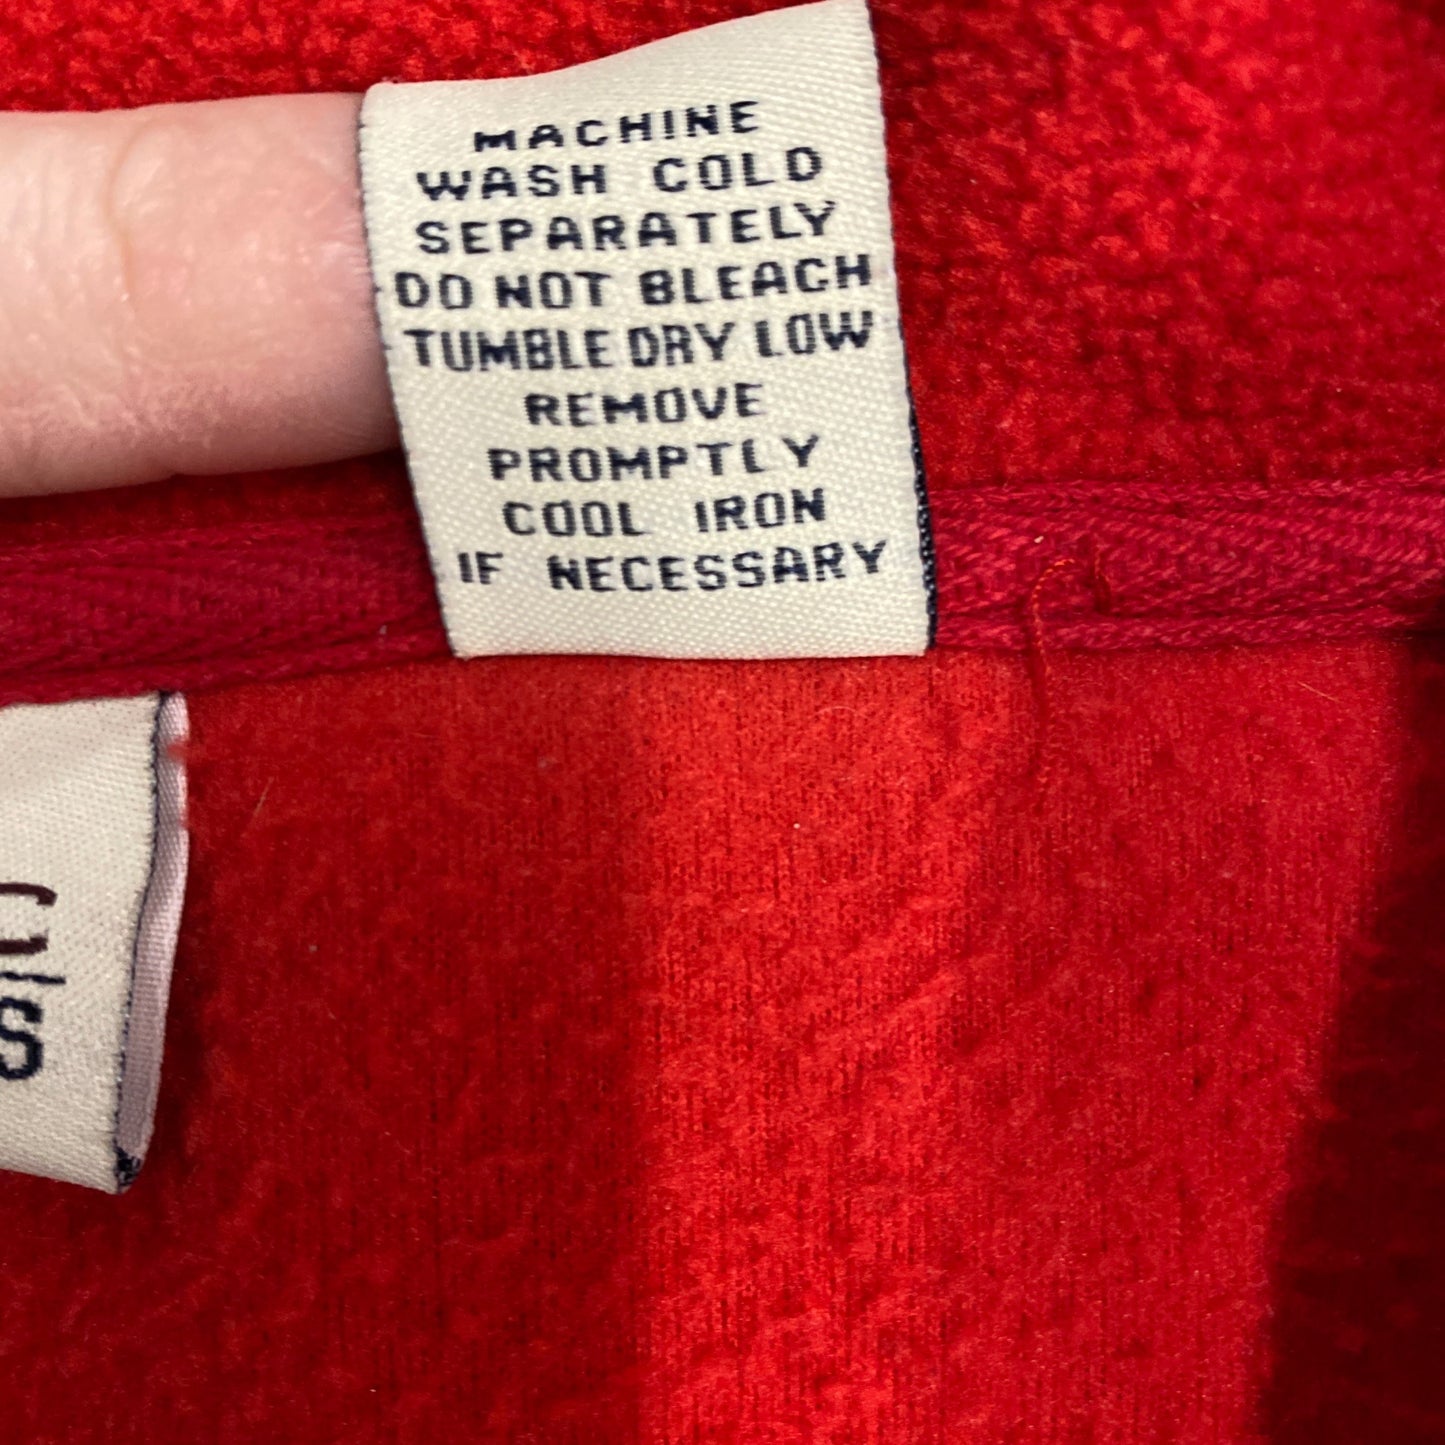 MACHINE
WASH COLD
SEPARATELY
DO NOT BLEACH
TUMBLE DRY LOW
REMOVE
PROMPTLY
COOL IRON
IF NECESSARY